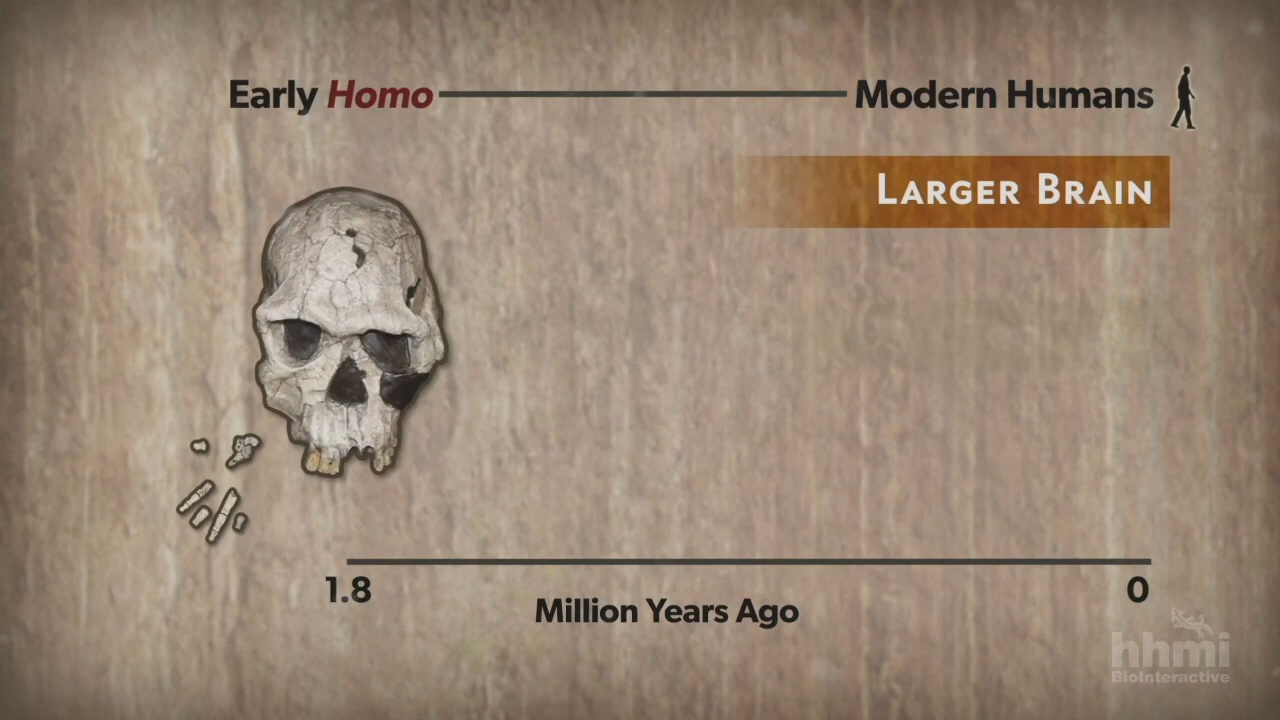 Early Homo
Modern Humans
Larger Brain
1.8
0
Million Years Ago
hhmi
BioInteractive